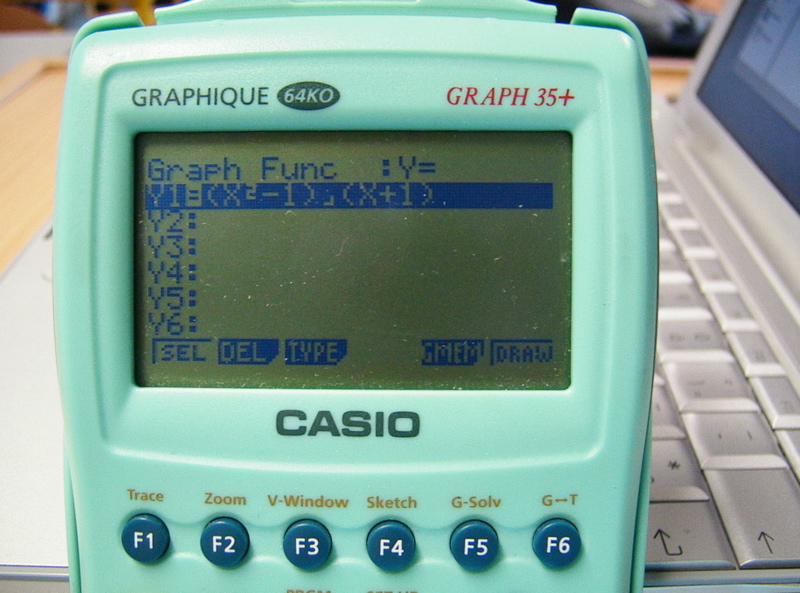 GRAPHIQUE 64KO GRAPH 35+
Graph Func :Y=
Y1=(X²-1)⌟(X+1)
Y2:
Y3:
Y4:
Y5:
Y6:
SEL DEL TYPE GMEM DRAW
CASIO
Trace Zoom V-Window Sketch G-Solv G↔T
F1 F2 F3 F4 F5 F6